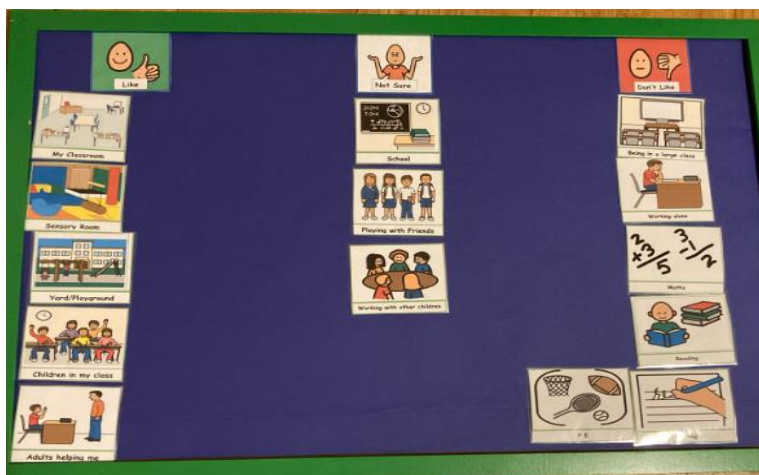 Like
Not Sure
Don't Like
My Classroom
Sensory Room
Yard/Playground
Children in my class
Adults helping me
School
Playing with Friends
Working with other children
Being in a large class
Working alone
2
+3
5
3
-1
2
Maths
Reading
P.E